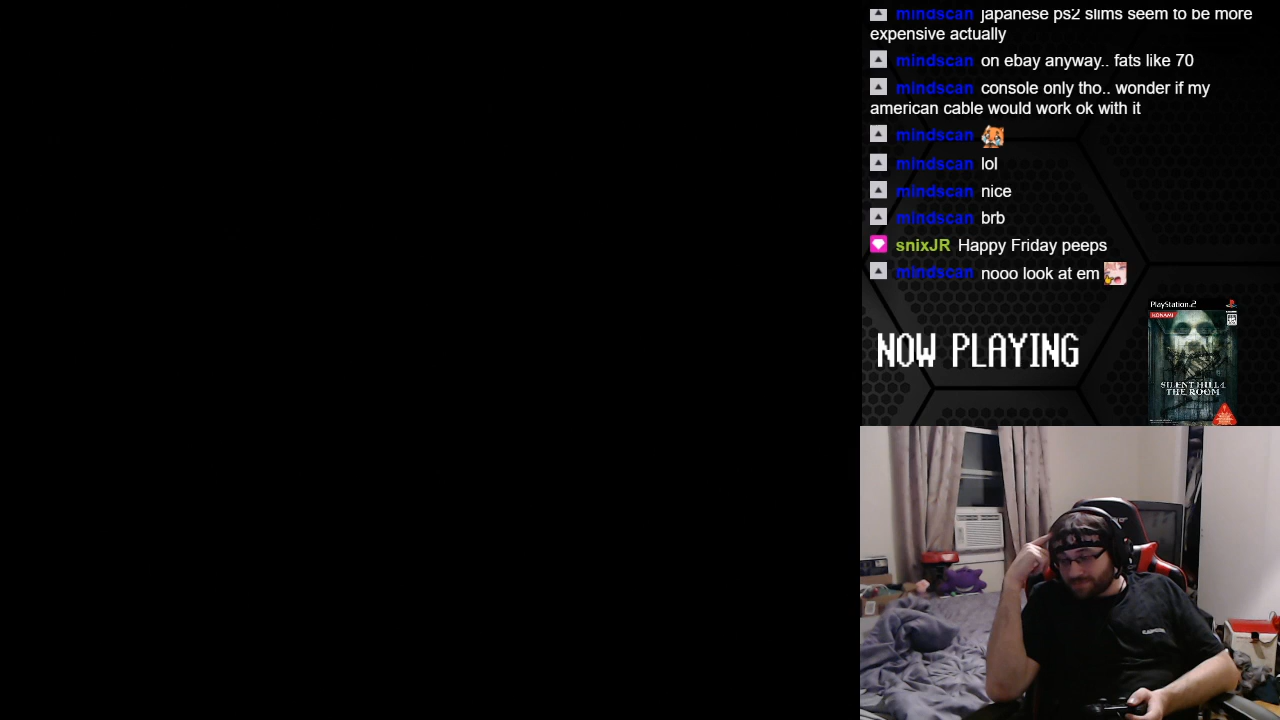 mindscan japanese ps2 slims seem to be more
expensive actually
mindscan on ebay anyway.. fats like 70
mindscan console only tho.. wonder if my
american cable would work ok with it
mindscan
mindscan lol
mindscan nice
mindscan brb
snixJR Happy Friday peeps
mindscan nooo look at em
NOW PLAYING
PlayStation.2
KONAMI
SILENT HILL 4
THE ROOM